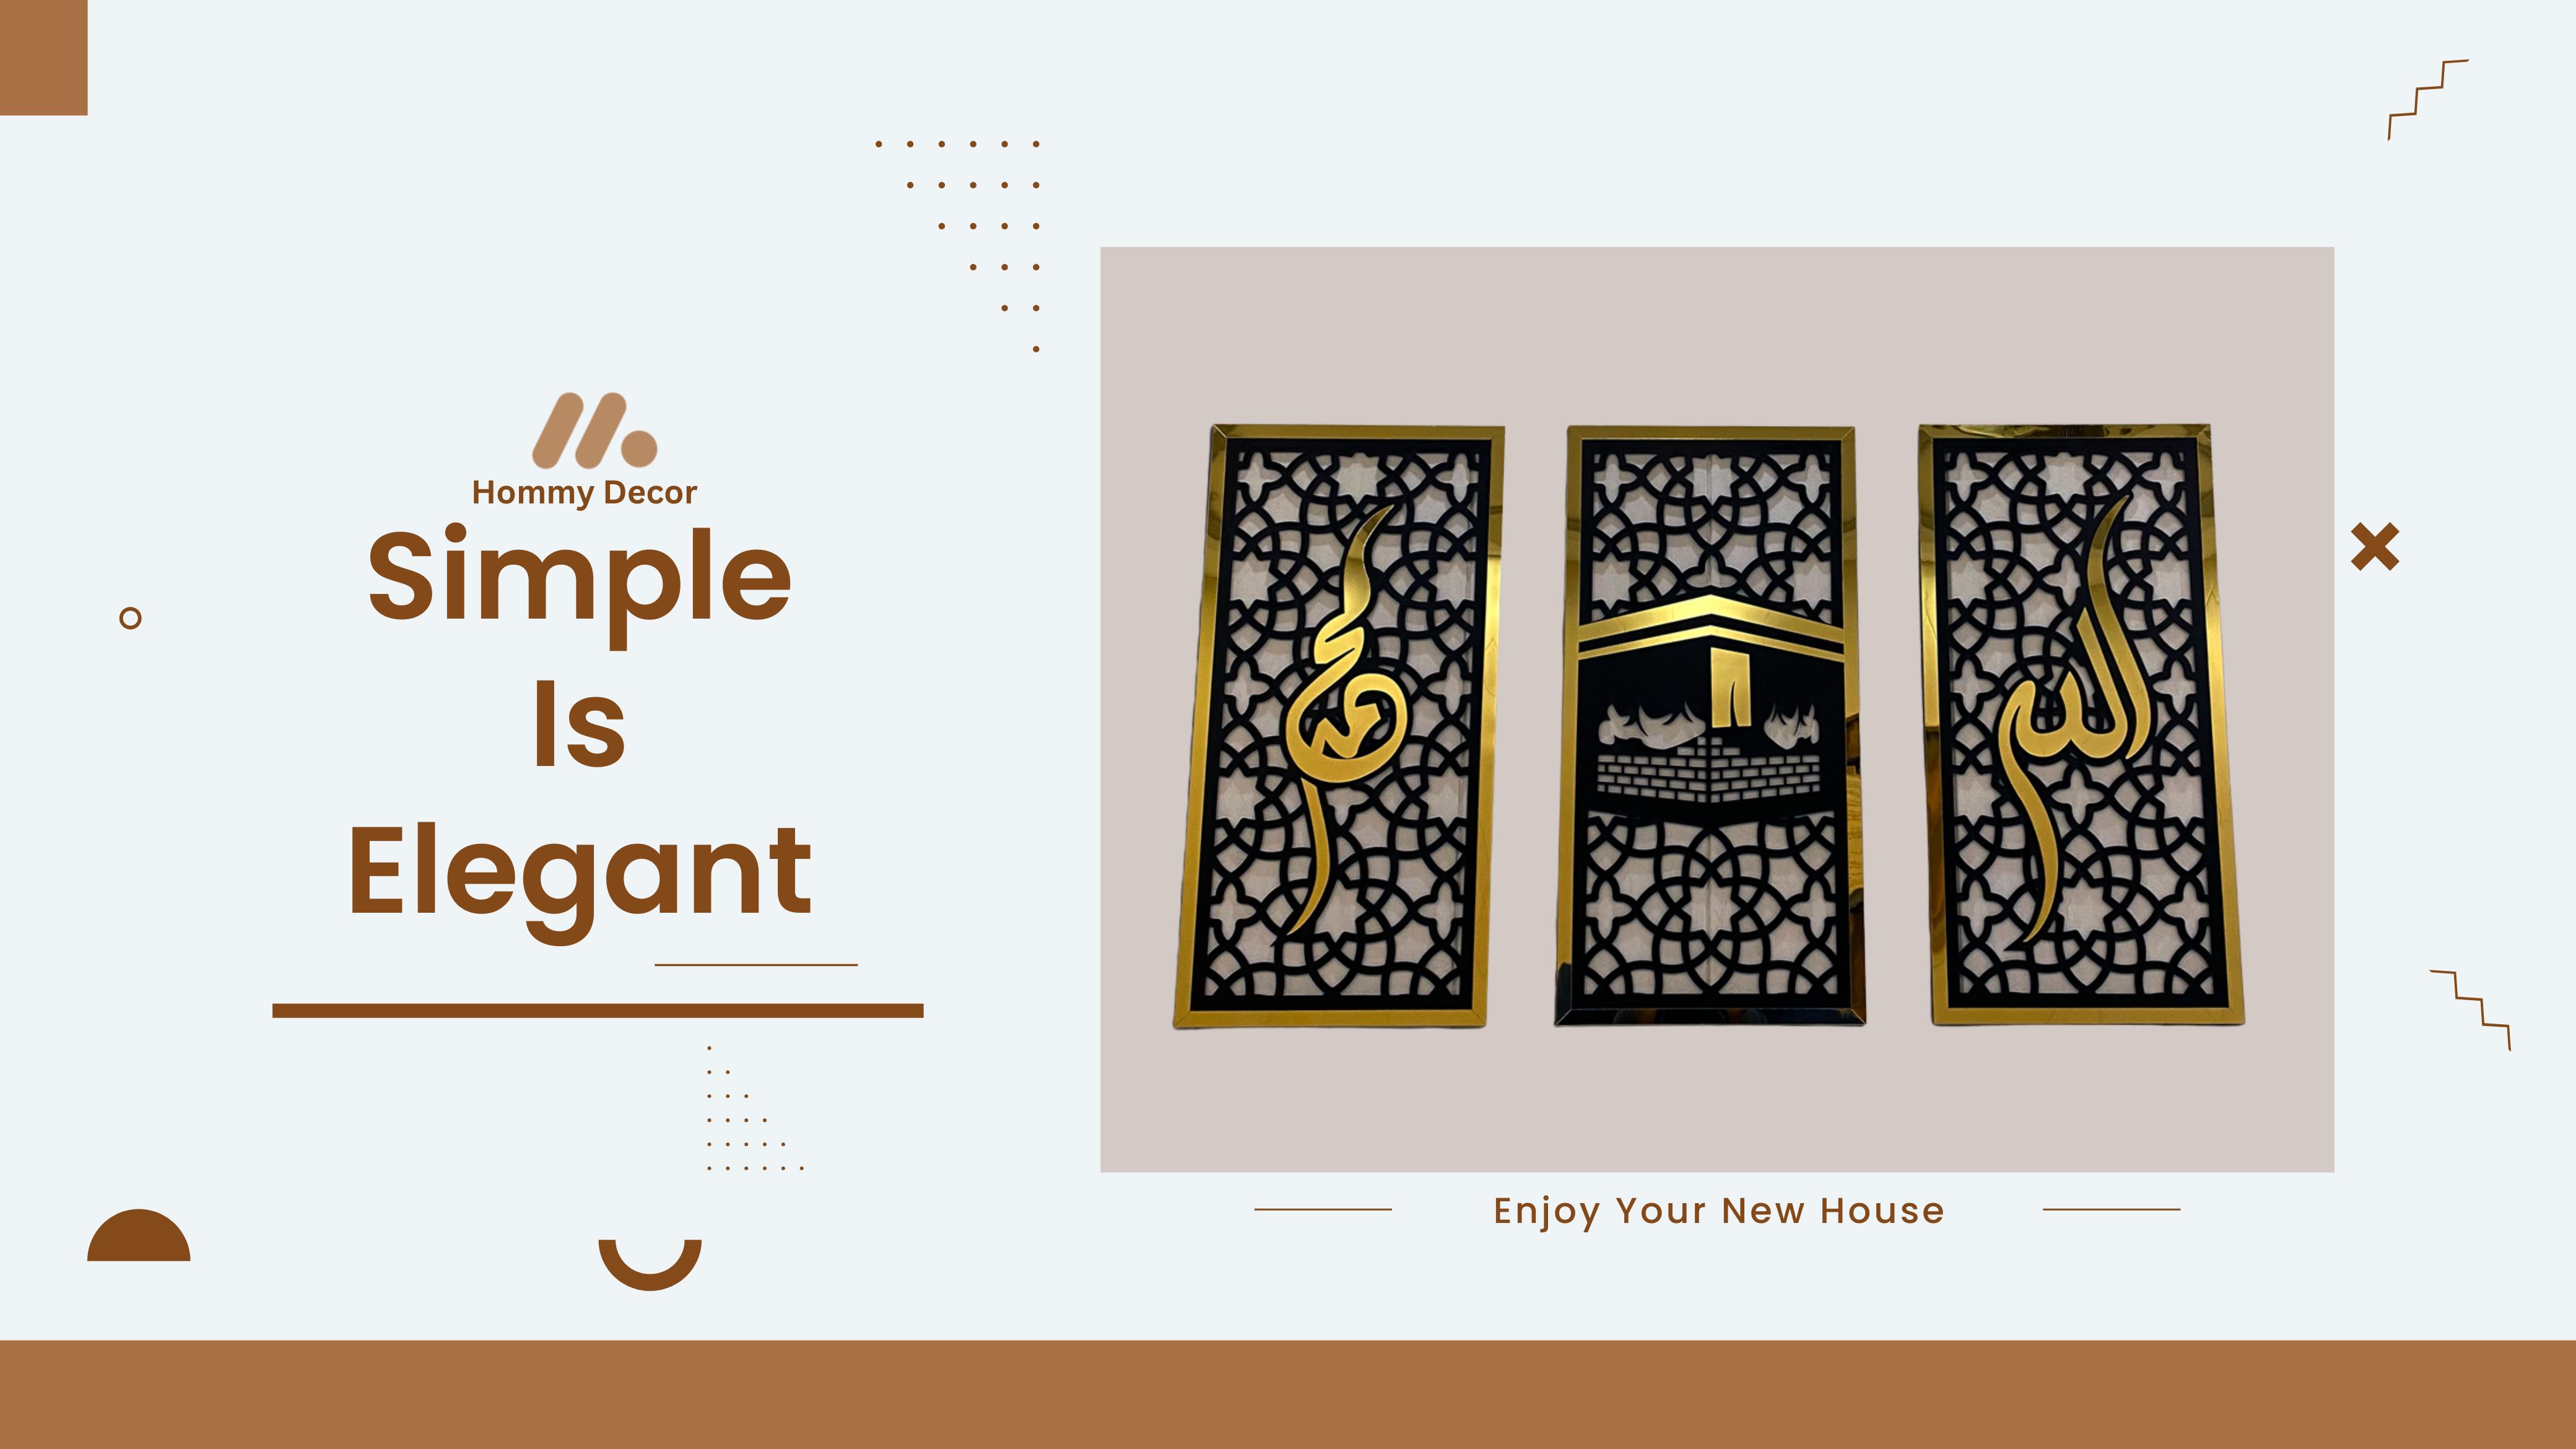 Hommy Decor
Simple
Is
Elegant
محمد
الله
Enjoy Your New House